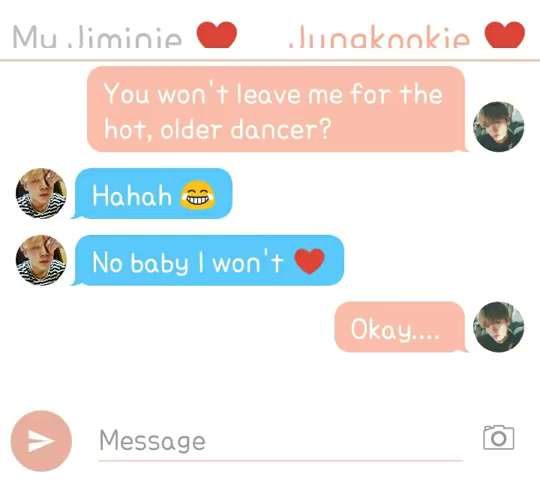 My Jiminie ❤️ Jungkookie ❤️
You won't leave me for the
hot, older dancer?
Hahah 😂
No baby I won't ❤️
Okay....
Message